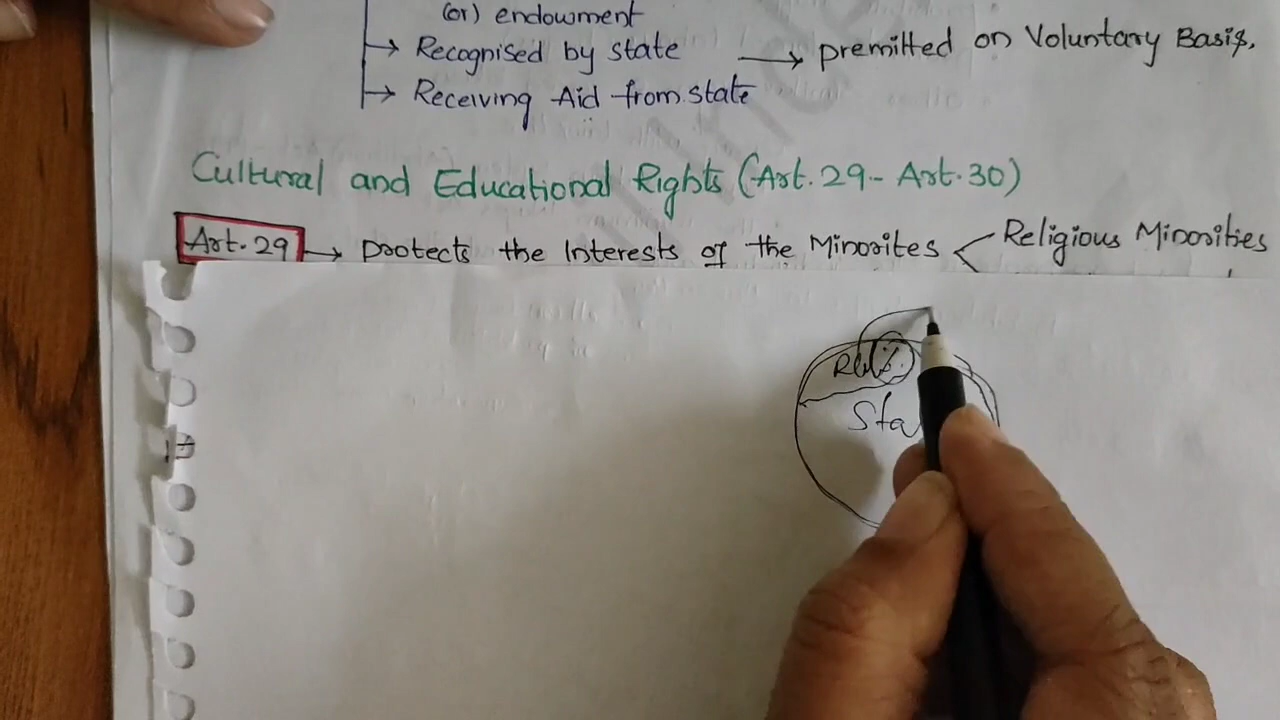 (or) endowment
→ Recognised by state → premitted on Voluntary Basis.
→ Receiving Aid from state
Cultural and Educational Rights (Art. 29 - Art. 30)
Art. 29 → protects the Interests of the Minorites < Religious Minorities
Sta